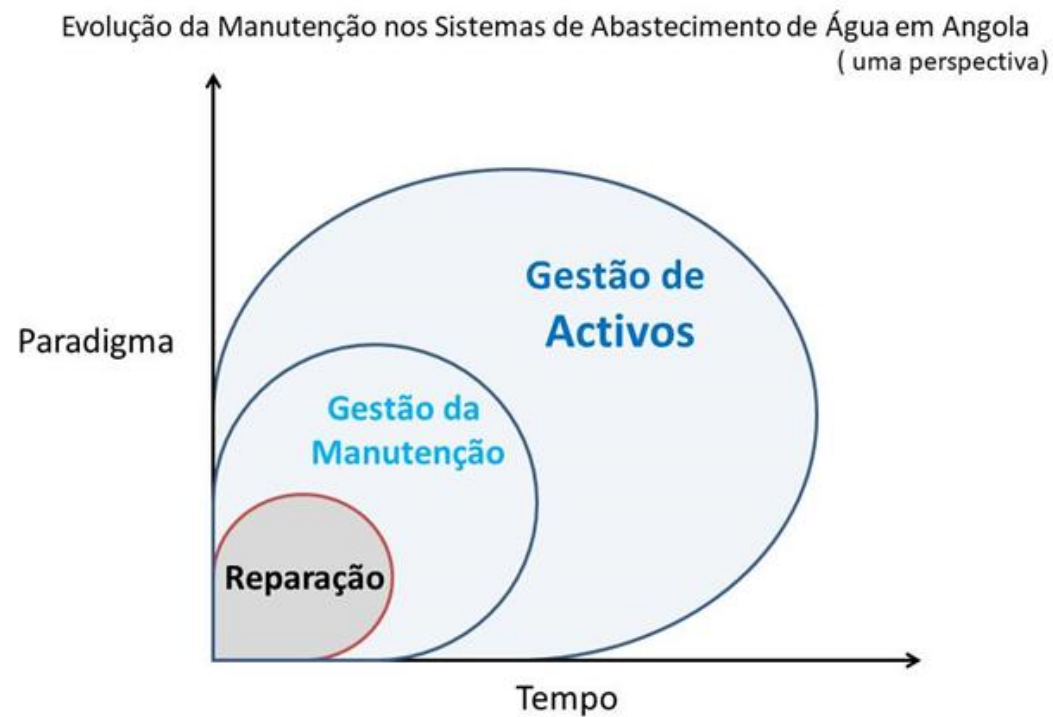 Evolução da Manutenção nos Sistemas de Abastecimento de Água em Angola
( uma perspectiva)
Gestão de
Activos
Paradigma
Gestão da
Manutenção
Reparação
Tempo